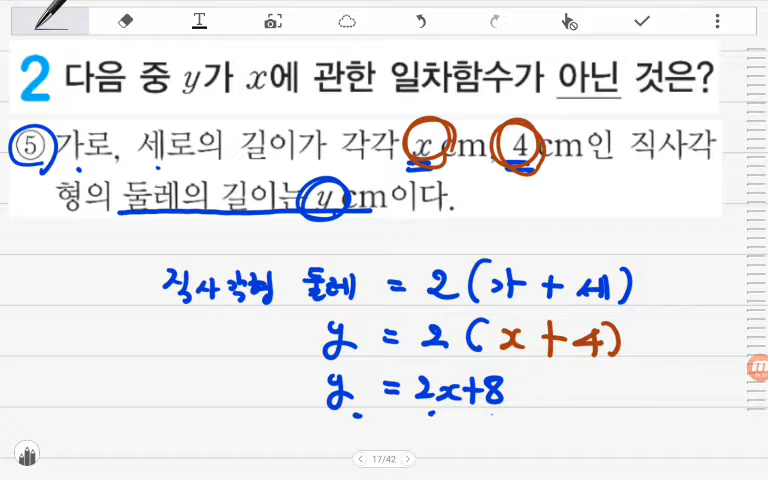 T
2 다음 중 y가 x에 관한 일차함수가 아닌 것은?
⑤ 가로, 세로의 길이가 각각 x cm, 4 cm인 직사각
형의 둘레의 길이는 y cm이다.
직사각형 둘레 = 2(가 + 세)
y = 2(x + 4)
y = 2x+8
17/42